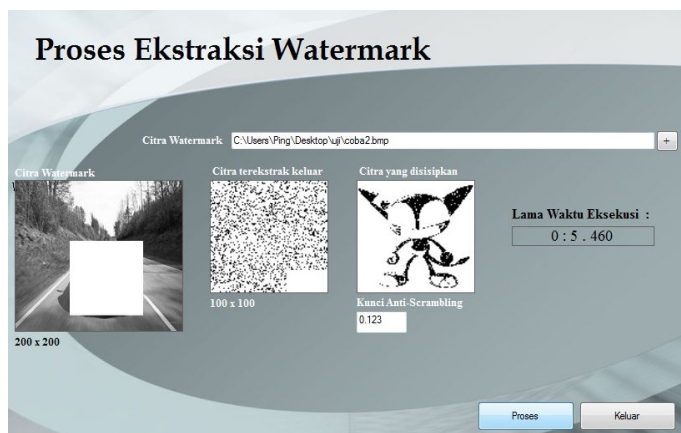 Proses Ekstraksi Watermark
Citra Watermark C:\Users\Ping\Desktop\uji\coba2.bmp +
Citra Watermark
Citra terekstrak keluar
Citra yang disisipkan
Lama Waktu Eksekusi :
0 : 5 . 460
100 x 100
Kunci Anti-Scrambling
0.123
200 x 200
Proses
Keluar